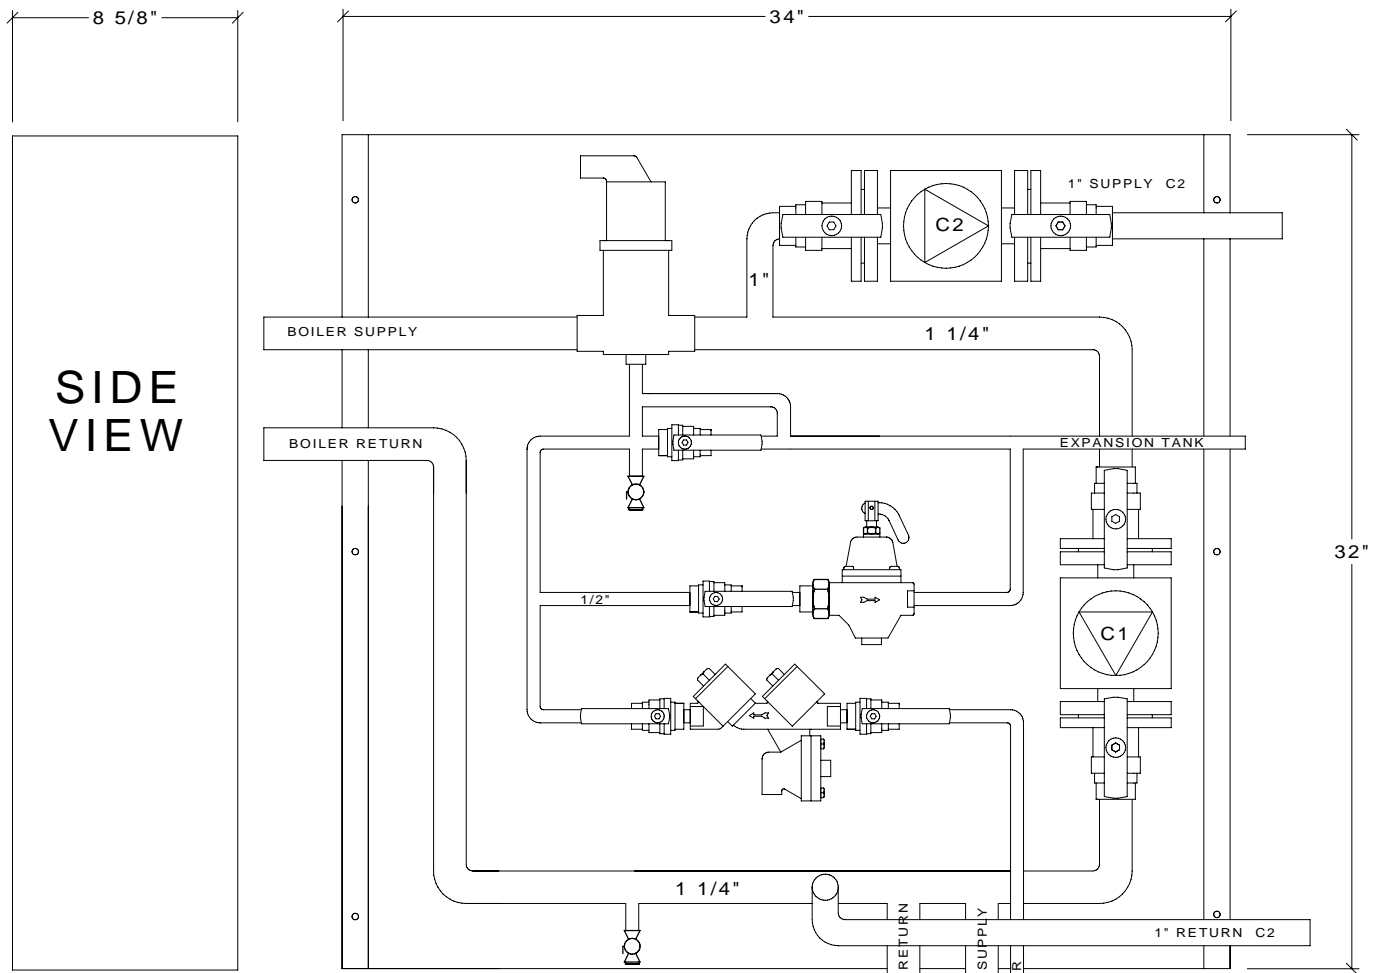 8 5/8"
34"
1" SUPPLY C2
C2
1"
BOILER SUPPLY
1 1/4"
SIDE
VIEW
BOILER RETURN
EXPANSION TANK
32"
1/2"
C1
1 1/4"
RETURN
SUPPLY
1" RETURN C2
R